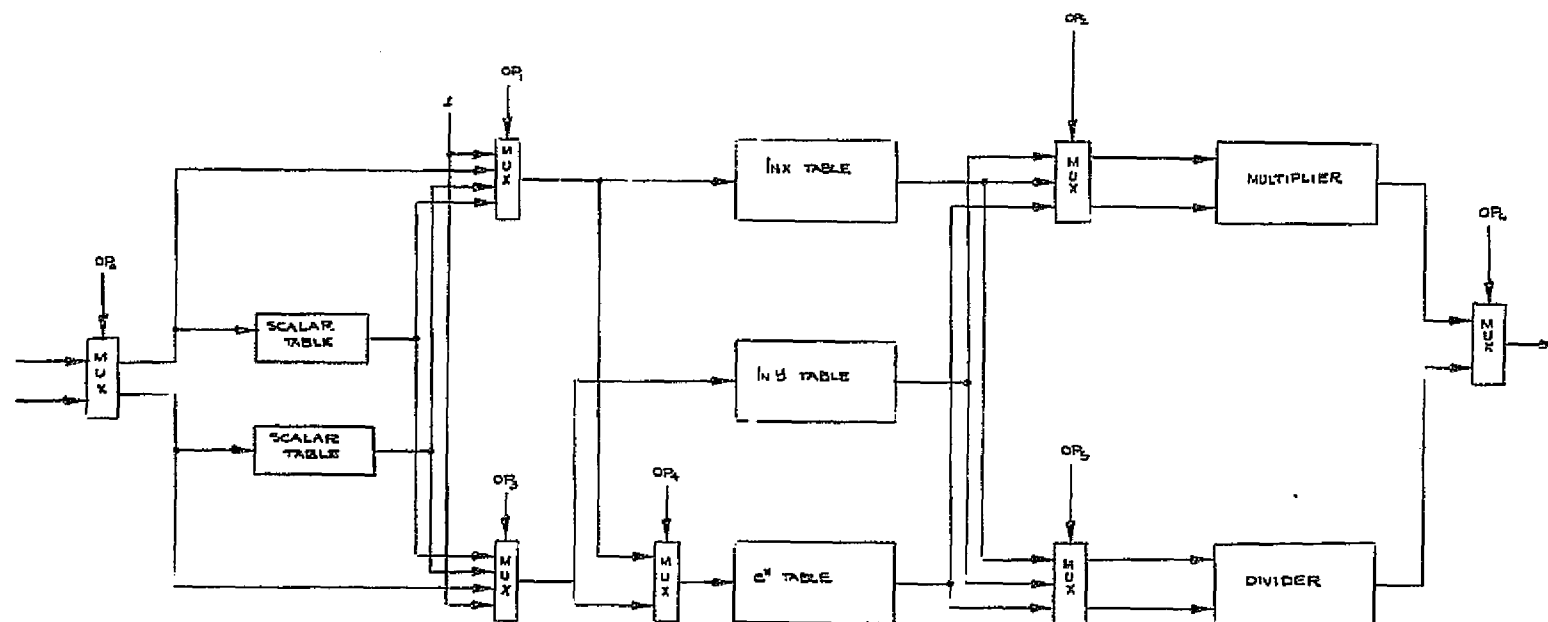 OP2
OP1
1
MUX
lnx TABLE
MUX
MULTIPLIER
OP6
OP0
SCALAR
TABLE
MUX
MUX
ln y TABLE
SCALAR
TABLE
OP3
OP4
OP5
MUX
MUX
e^x TABLE
MUX
DIVIDER